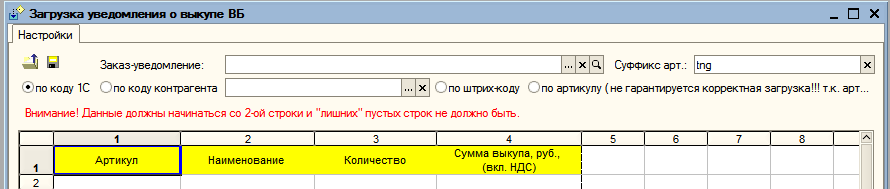 Загрузка уведомления о выкупе ВБ
Настройки
Заказ-уведомление: ... Суффикс арт.: tng
по коду 1С по коду контрагента ... по штрих-коду по артикулу ( не гарантируется корректная загрузка!!! т.к. арт...
Внимание! Данные должны начинаться со 2-ой строки и "лишних" пустых строк не должно быть.
1 2 3 4 5 6 7 8
1 Артикул Наименование Количество Сумма выкупа, руб., (вкл. НДС)
2